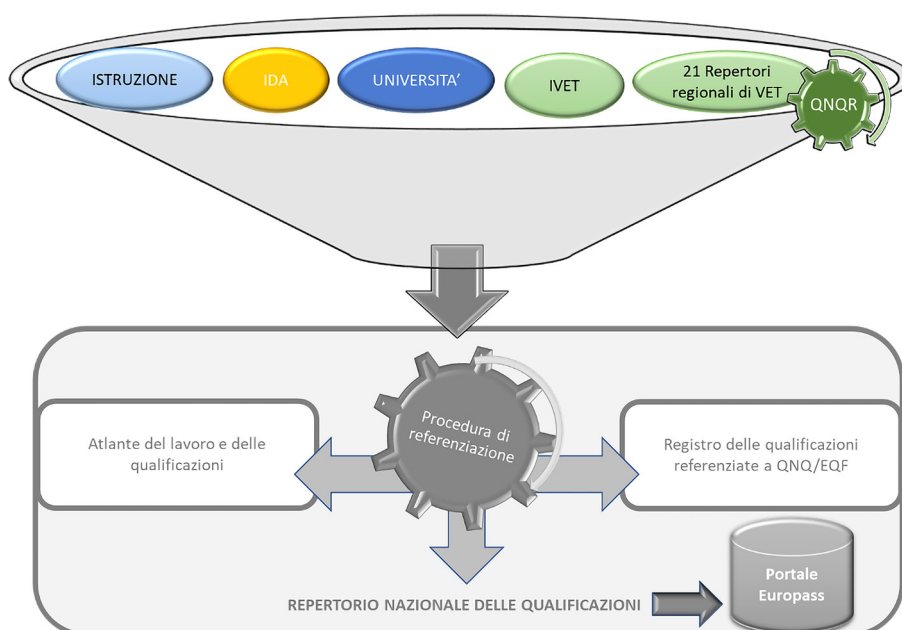 ISTRUZIONE
IDA
UNIVERSITA’
IVET
21 Repertori
regionali di VET
QNQR
Procedura di
referenziazione
Atlante del lavoro e delle
qualificazioni
Registro delle qualificazioni
referenziate a QNQ/EQF
REPERTORIO NAZIONALE DELLE QUALIFICAZIONI
Portale
Europass